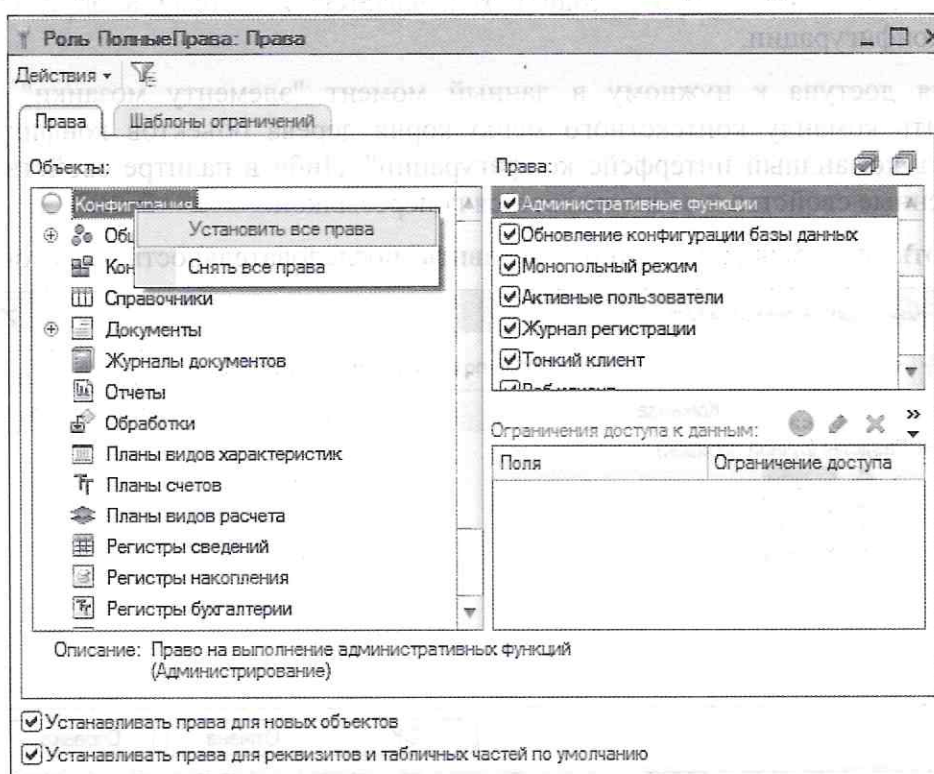 Роль ПолныеПрава: Права
Действия
Права
Шаблоны ограничений
Объекты:
Конфигурация
Установить все права
Снять все права
Справочники
Документы
Журналы документов
Отчеты
Обработки
Планы видов характеристик
Планы счетов
Планы видов расчета
Регистры сведений
Регистры накопления
Регистры бухгалтерии
Права:
Административные функции
Обновление конфигурации базы данных
Монопольный режим
Активные пользователи
Журнал регистрации
Тонкий клиент
Ограничения доступа к данным:
Поля
Ограничение доступа
Описание: Право на выполнение административных функций
(Администрирование)
Устанавливать права для новых объектов
Устанавливать права для реквизитов и табличных частей по умолчанию